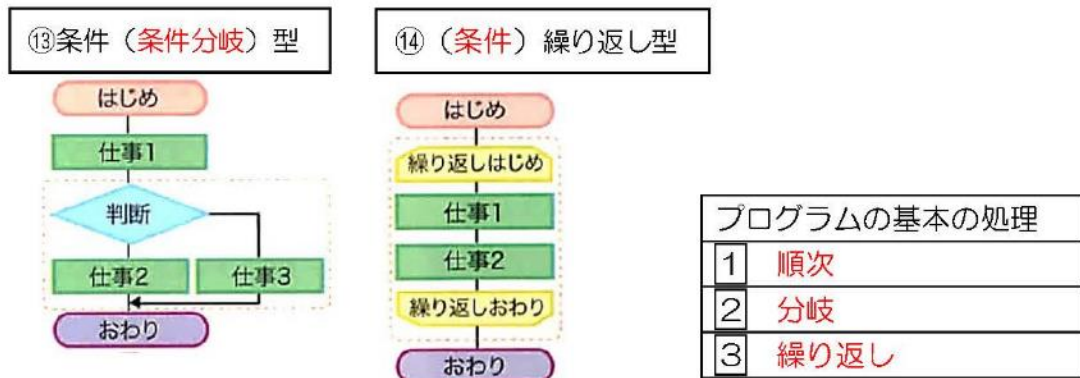 ⑬条件（条件分岐）型
はじめ
仕事1
判断
仕事2
仕事3
おわり
⑭（条件）繰り返し型
はじめ
繰り返しはじめ
仕事1
仕事2
繰り返しおわり
おわり
プログラムの基本の処理
1 順次
2 分岐
3 繰り返し